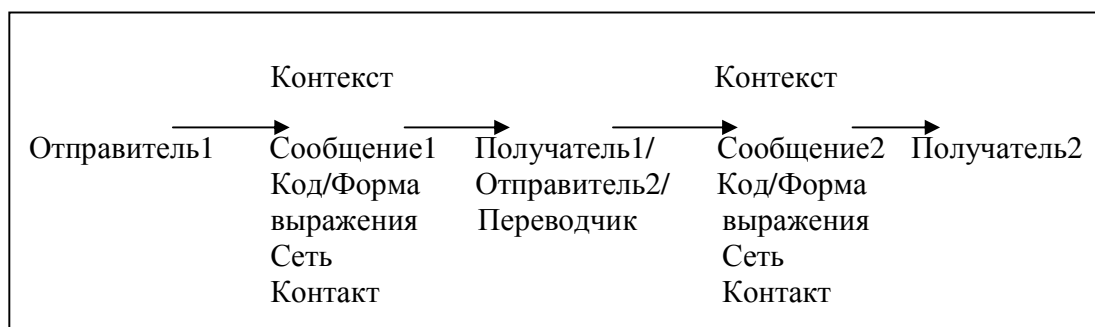 Контекст Контекст
Отправитель1 Сообщение1 Получатель1/ Сообщение2 Получатель2
Код/Форма Отправитель2/ Код/Форма
выражения Переводчик выражения
Сеть Сеть
Контакт Контакт